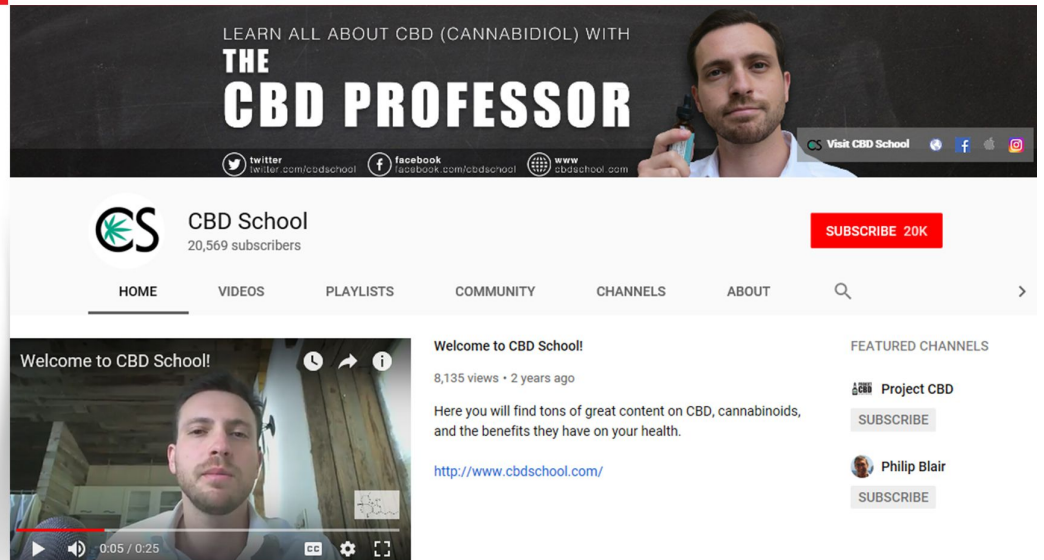 LEARN ALL ABOUT CBD (CANNABIDIOL) WITH
THE
CBD PROFESSOR
twitter
twitter.com/cbdschool
facebook
facebook.com/cbdschool
www
cbdschool.com
CS Visit CBD School
CS
CBD School
20,569 subscribers
SUBSCRIBE 20K
HOME VIDEOS PLAYLISTS COMMUNITY CHANNELS ABOUT
Welcome to CBD School!
0:05 / 0:25
CC
Welcome to CBD School!
8,135 views • 2 years ago
Here you will find tons of great content on CBD, cannabinoids,
and the benefits they have on your health.
http://www.cbdschool.com/
FEATURED CHANNELS
Project CBD
SUBSCRIBE
Philip Blair
SUBSCRIBE